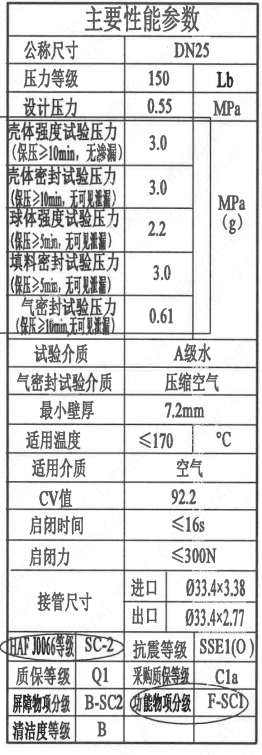 主要性能参数
公称尺寸 DN25
压力等级 150 Lb
设计压力 0.55 MPa
壳体强度试验压力
(保压≥10min, 无渗漏) 3.0
壳体密封试验压力
(保压≥10min, 无可见泄漏) 3.0
MPa
(g)
球体强度试验压力
(保压≥5min, 无可见泄漏) 2.2
填料密封试验压力
(保压≥5min, 无可见泄漏) 3.0
气密封试验压力
(保压≥10min,无可见泄漏) 0.61
试验介质 A级水
气密封试验介质 压缩空气
最小壁厚 7.2mm
适用温度 ≤170 °C
适用介质 空气
CV值 92.2
启闭时间 ≤16s
启闭力 ≤300N
接管尺寸 进口 Ø33.4×3.38
出口 Ø33.4×2.77
HAF J0066等级 SC-2 抗震等级 SSE1(O)
质保等级 Q1 采购质保等级 C1a
屏障物项分级 B-SC2 功能物项分级 F-SC1
清洁度等级 B